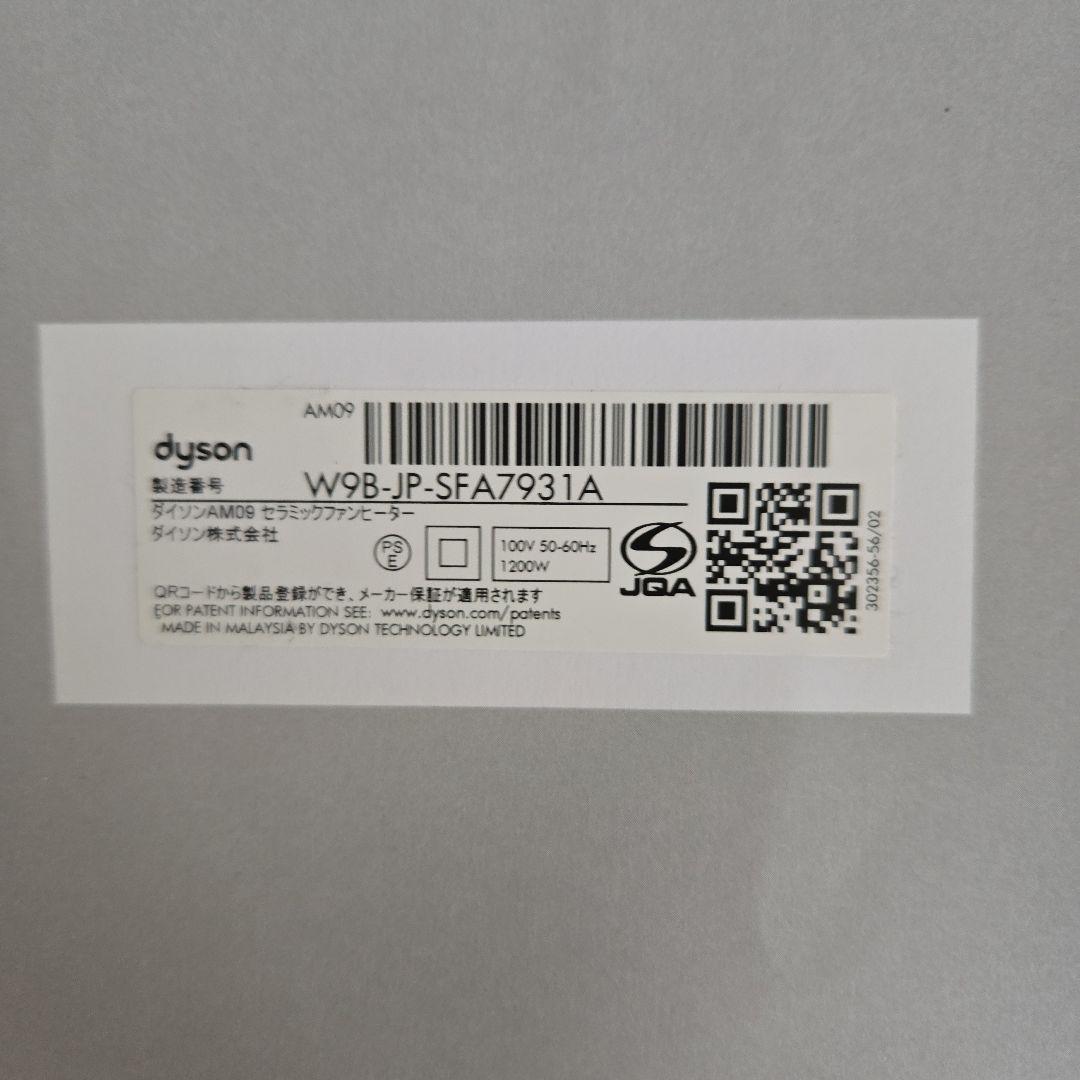 AM09
dyson
製造番号 W9B-JP-SFA7931A
ダイソンAM09 セラミックファンヒーター
ダイソン株式会社
PS
E
100V 50-60Hz
1200W
JQA
QRコードから製品登録ができ、メーカー保証が適用されます
FOR PATENT INFORMATION SEE: www.dyson.com/patents
MADE IN MALAYSIA BY DYSON TECHNOLOGY LIMITED
302356-56/02